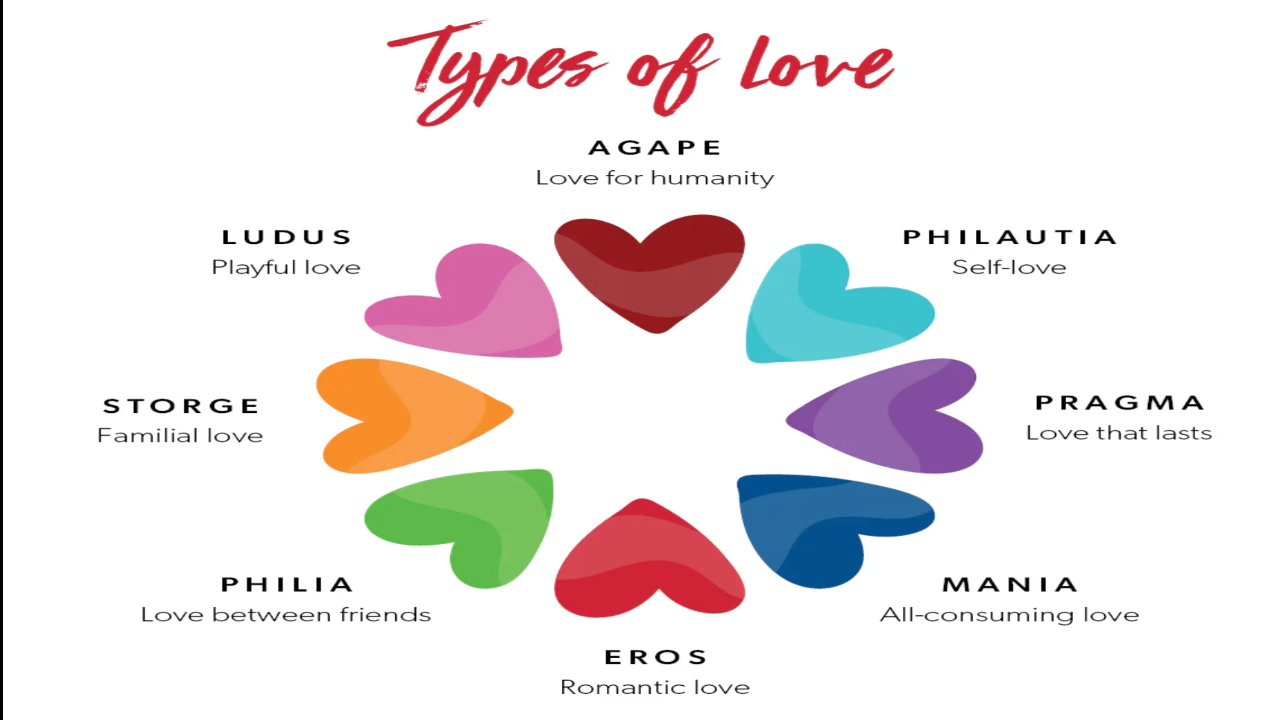 Types of Love
AGAPE
Love for humanity
LUDUS
Playful love
PHILAUTIA
Self-love
STORGE
Familial love
PRAGMA
Love that lasts
PHILIA
Love between friends
MANIA
All-consuming love
EROS
Romantic love